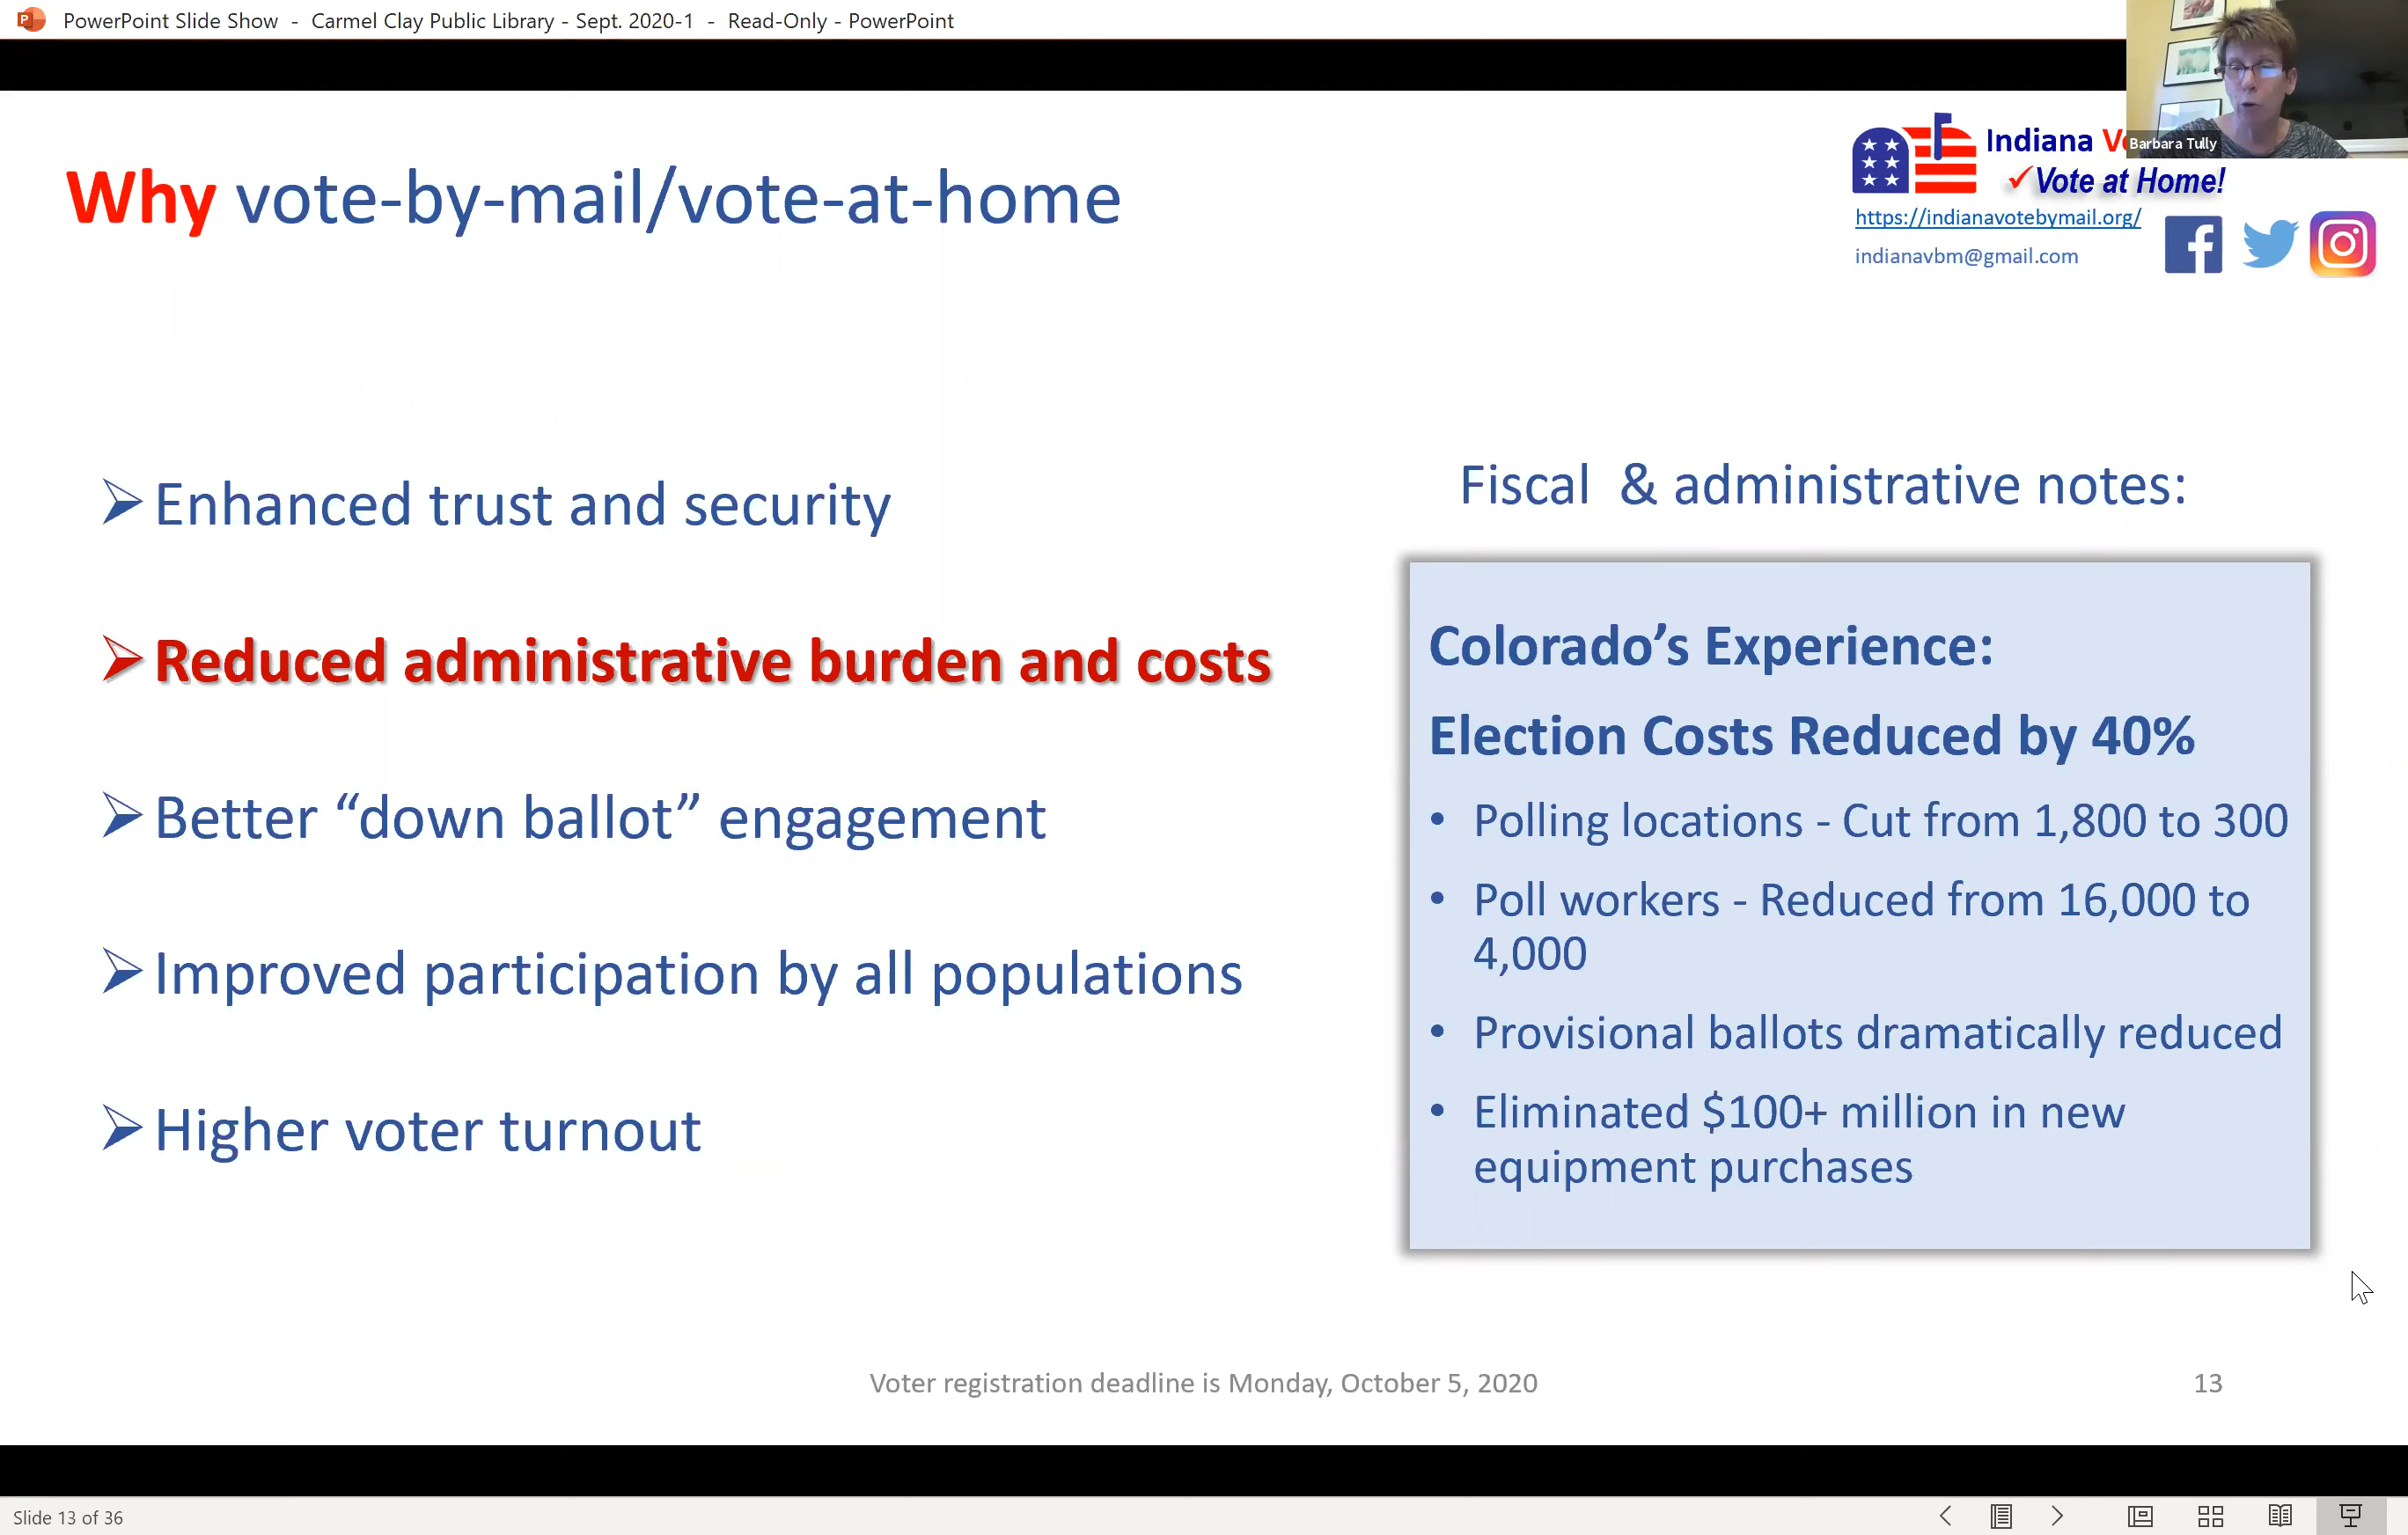 PowerPoint Slide Show - Carmel Clay Public Library - Sept. 2020-1 - Read-Only - PowerPoint
Barbara Tully
Indiana
Vote at Home!
https://indianavotebymail.org/
indianavbm@gmail.com
Why vote-by-mail/vote-at-home
➢Enhanced trust and security
➢Reduced administrative burden and costs
➢Better “down ballot” engagement
➢Improved participation by all populations
➢Higher voter turnout
Fiscal & administrative notes:
Colorado’s Experience:
Election Costs Reduced by 40%
• Polling locations - Cut from 1,800 to 300
• Poll workers - Reduced from 16,000 to
4,000
• Provisional ballots dramatically reduced
• Eliminated $100+ million in new
equipment purchases
Voter registration deadline is Monday, October 5, 2020
13
Slide 13 of 36